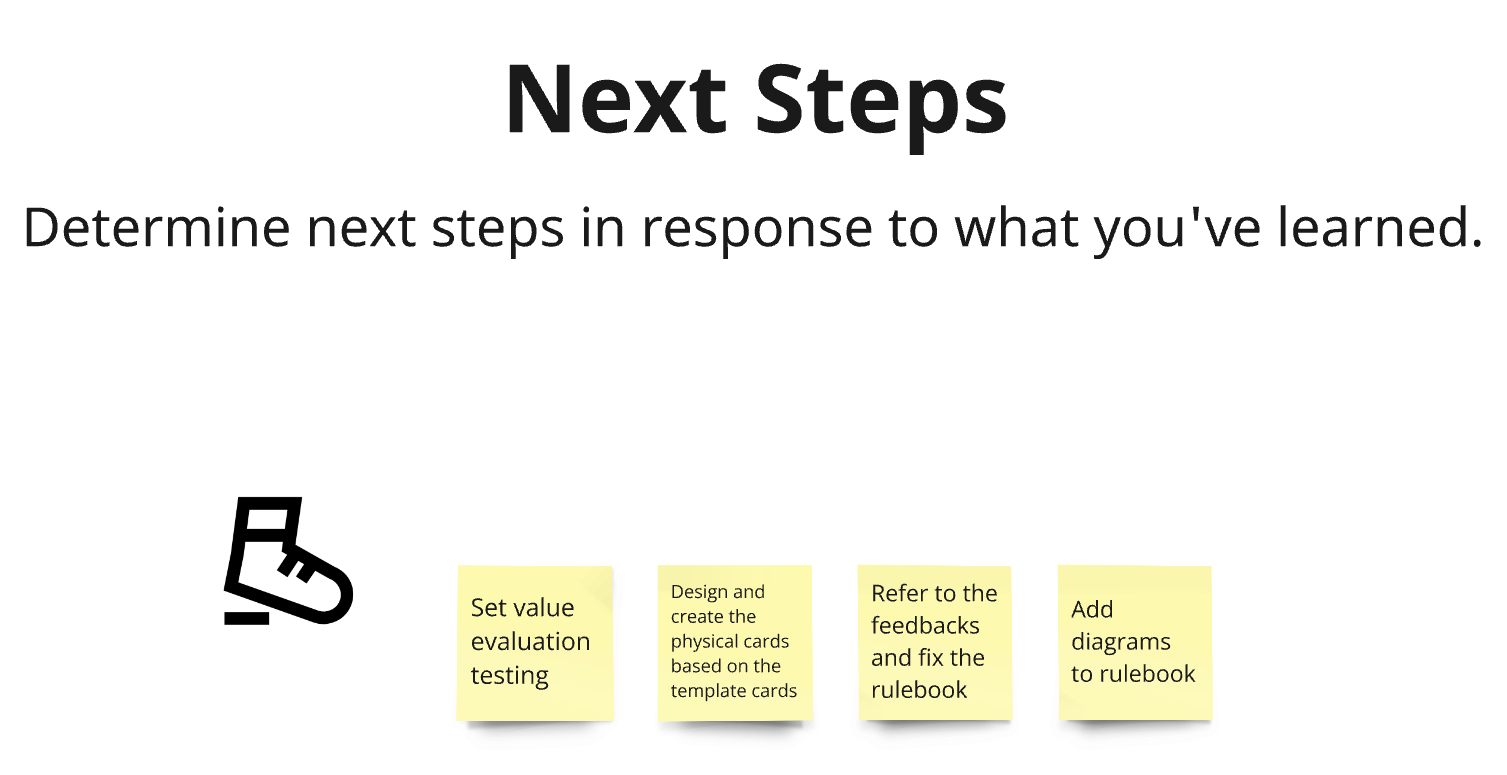 Next Steps
Determine next steps in response to what you've learned.
Set value
evaluation
testing
Design and
create the
physical cards
based on the
template cards
Refer to the
feedbacks
and fix the
rulebook
Add
diagrams
to rulebook